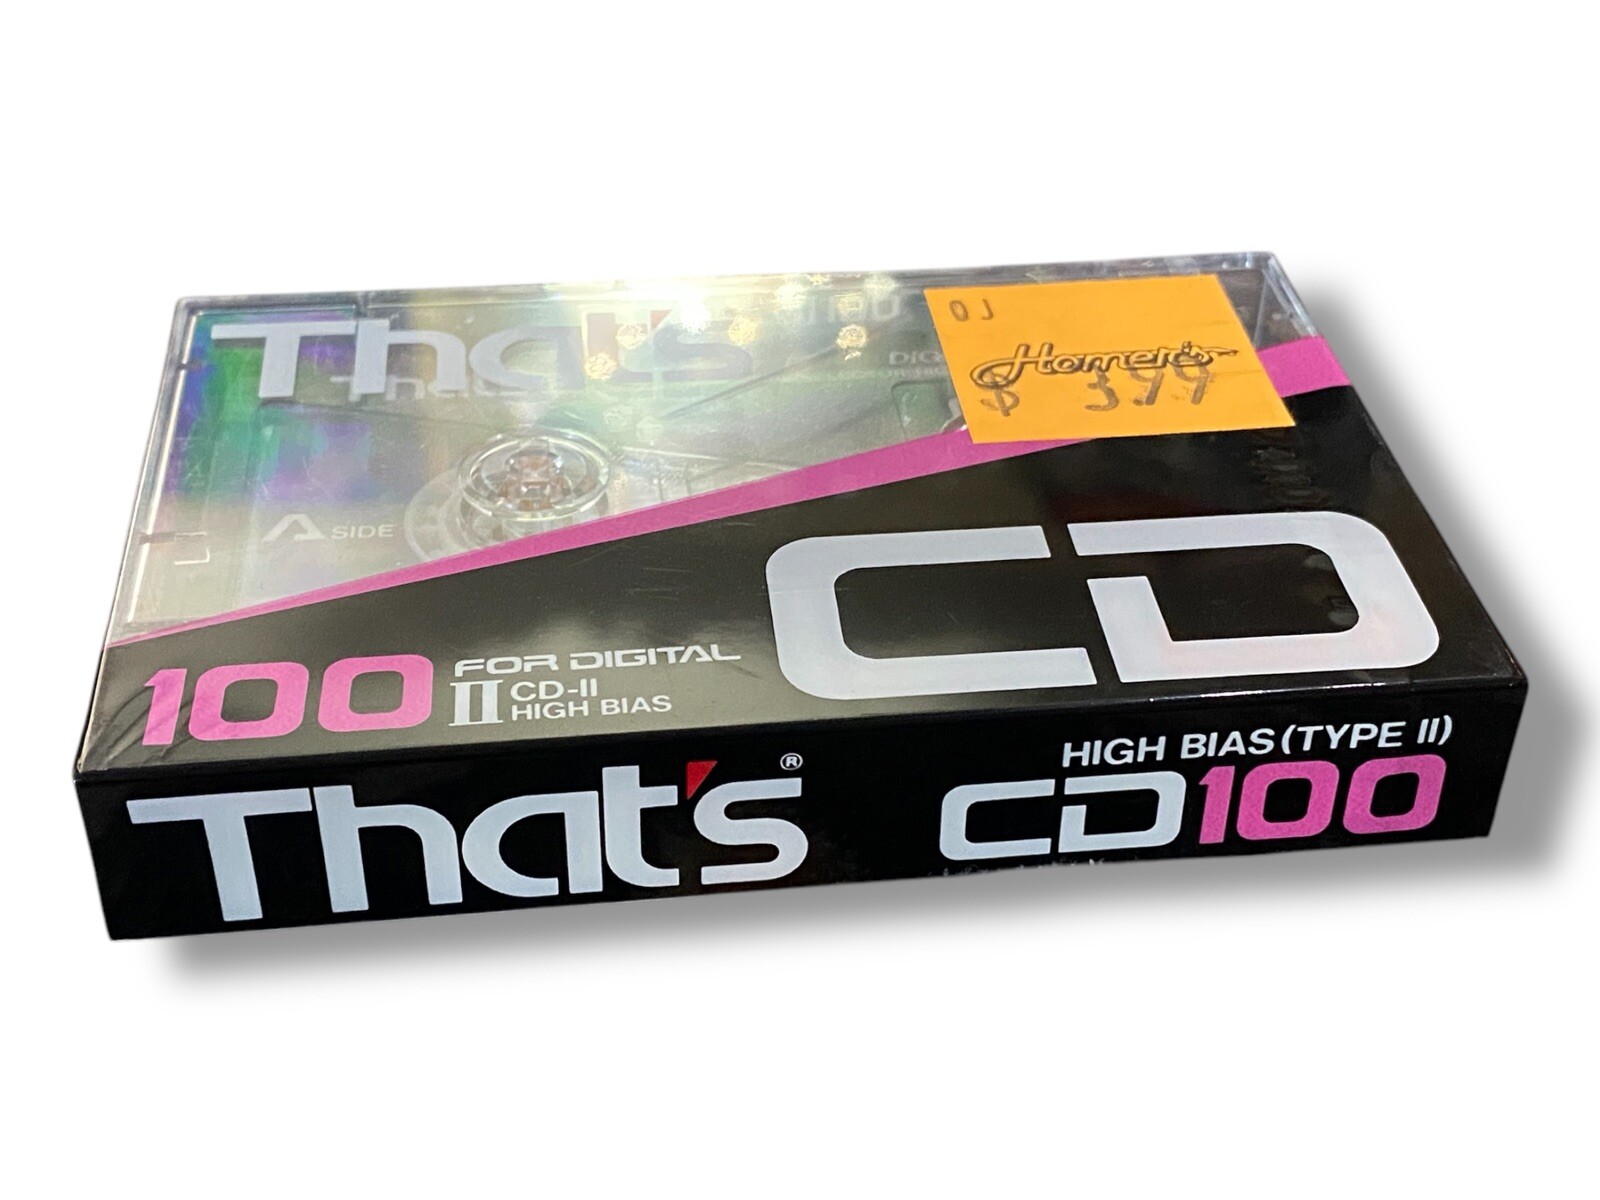 That's
A SIDE
OJ
Homer's
$ 3.99
CD
100 FOR DIGITAL
II CD-II
HIGH BIAS
HIGH BIAS (TYPE II)
That's® CD100